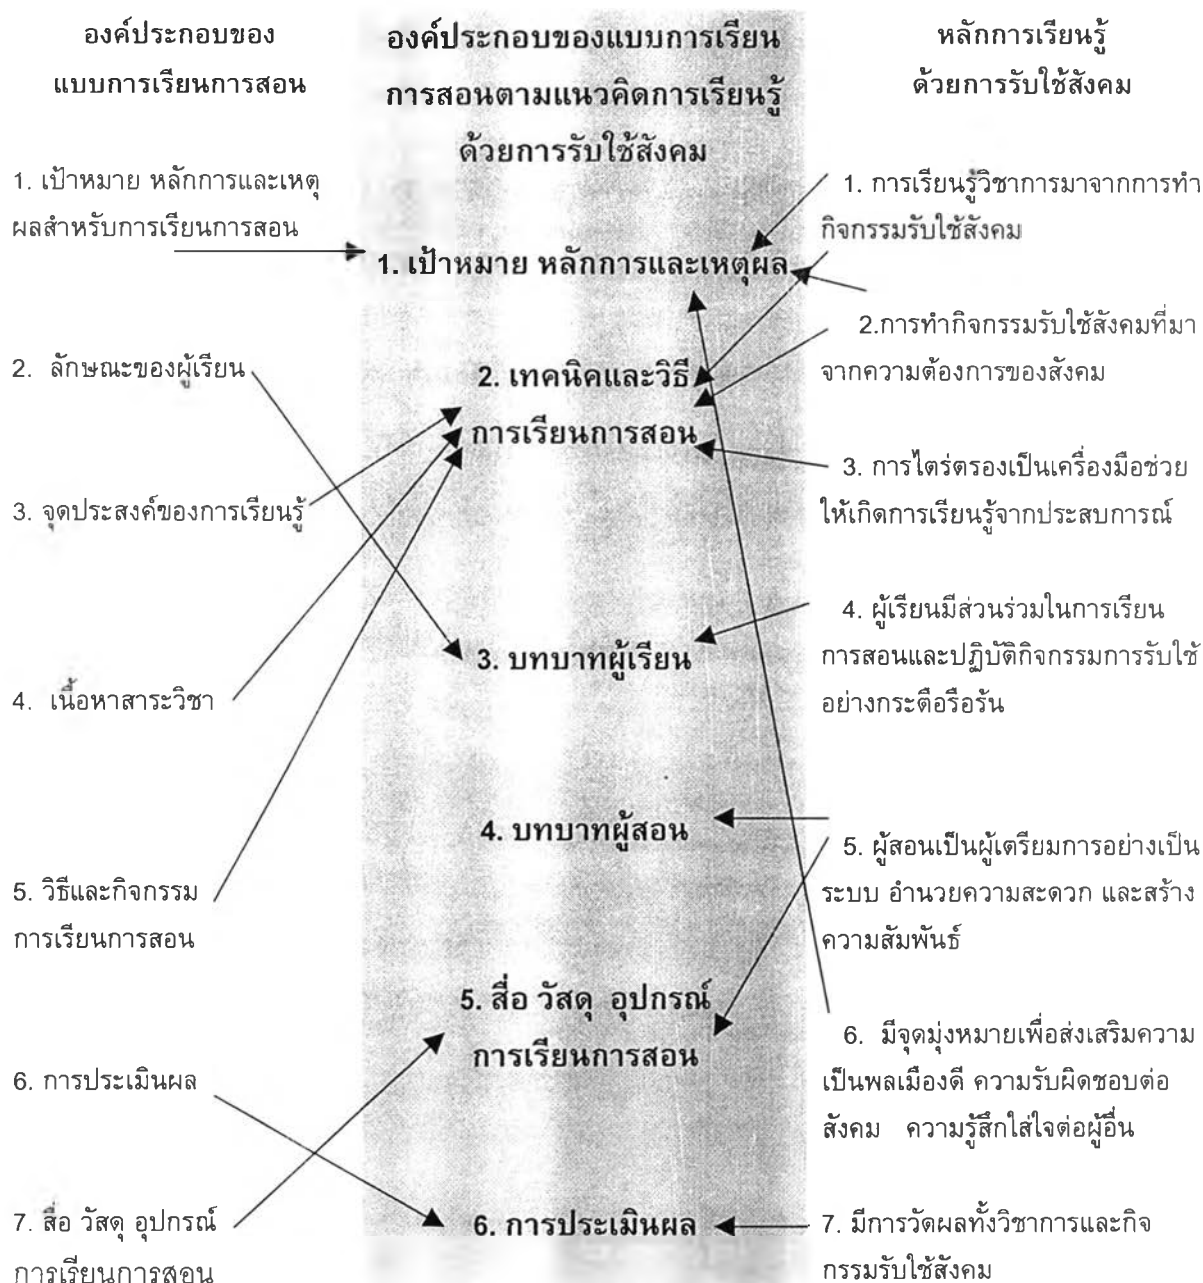 องค์ประกอบของ
แบบการเรียนการสอน
1. เป้าหมาย หลักการและเหตุ
ผลสำหรับการเรียนการสอน
2. ลักษณะของผู้เรียน
3. จุดประสงค์ของการเรียนรู้
4. เนื้อหาสาระวิชา
5. วิธีและกิจกรรม
การเรียนการสอน
6. การประเมินผล
7. สื่อ วัสดุ อุปกรณ์
การเรียนการสอน
องค์ประกอบของแบบการเรียน
การสอนตามแนวคิดการเรียนรู้
ด้วยการรับใช้สังคม
1. เป้าหมาย หลักการและเหตุผล
2. เทคนิคและวิธี
การเรียนการสอน
3. บทบาทผู้เรียน
4. บทบาทผู้สอน
5. สื่อ วัสดุ อุปกรณ์
การเรียนการสอน
6. การประเมินผล
หลักการเรียนรู้
ด้วยการรับใช้สังคม
1. การเรียนรู้วิชาการมาจากการทำ
กิจกรรมรับใช้สังคม
2.การทำกิจกรรมรับใช้สังคมที่มา
จากความต้องการของสังคม
3. การไตร่ตรองเป็นเครื่องมือช่วย
ให้เกิดการเรียนรู้จากประสบการณ์
4. ผู้เรียนมีส่วนร่วมในการเรียน
การสอนและปฏิบัติกิจกรรมการรับใช้
อย่างกระตือรือร้น
5. ผู้สอนเป็นผู้เตรียมการอย่างเป็น
ระบบ อำนวยความสะดวก และสร้าง
ความสัมพันธ์
6. มีจุดมุ่งหมายเพื่อส่งเสริมความ
เป็นพลเมืองดี ความรับผิดชอบต่อ
สังคม ความรู้สึกใส่ใจต่อผู้อื่น
7. มีการวัดผลทั้งวิชาการและกิจ
กรรมรับใช้สังคม